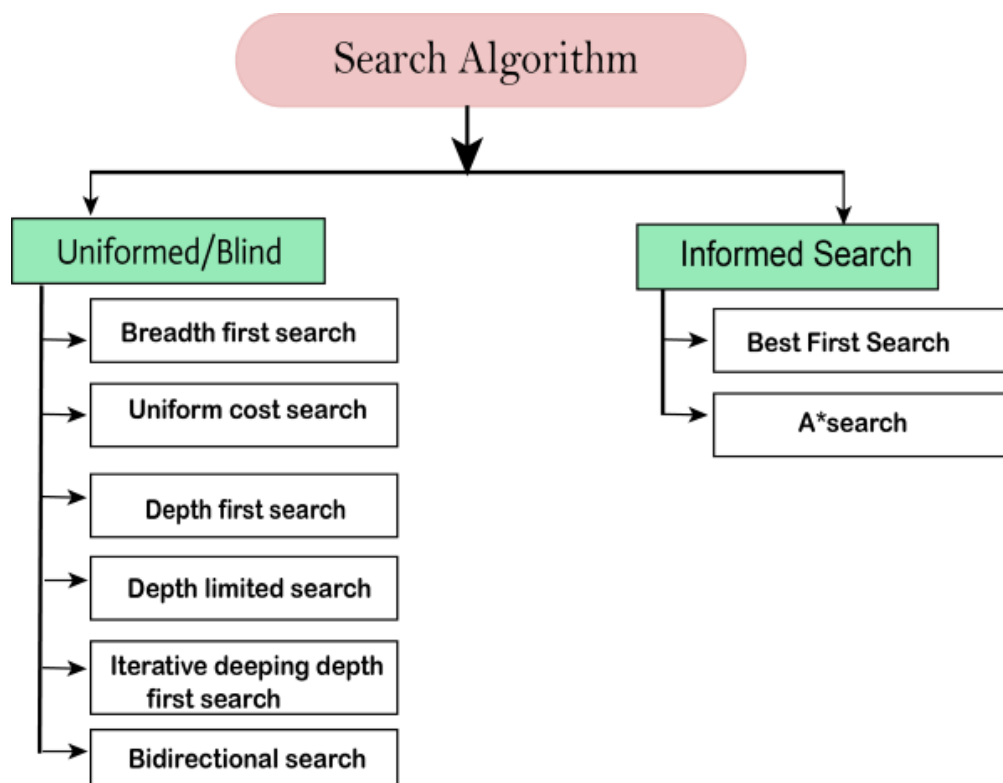 Search Algorithm
Uniformed/Blind
Breadth first search
Uniform cost search
Depth first search
Depth limited search
Iterative deeping depth
first search
Bidirectional search
Informed Search
Best First Search
A*search